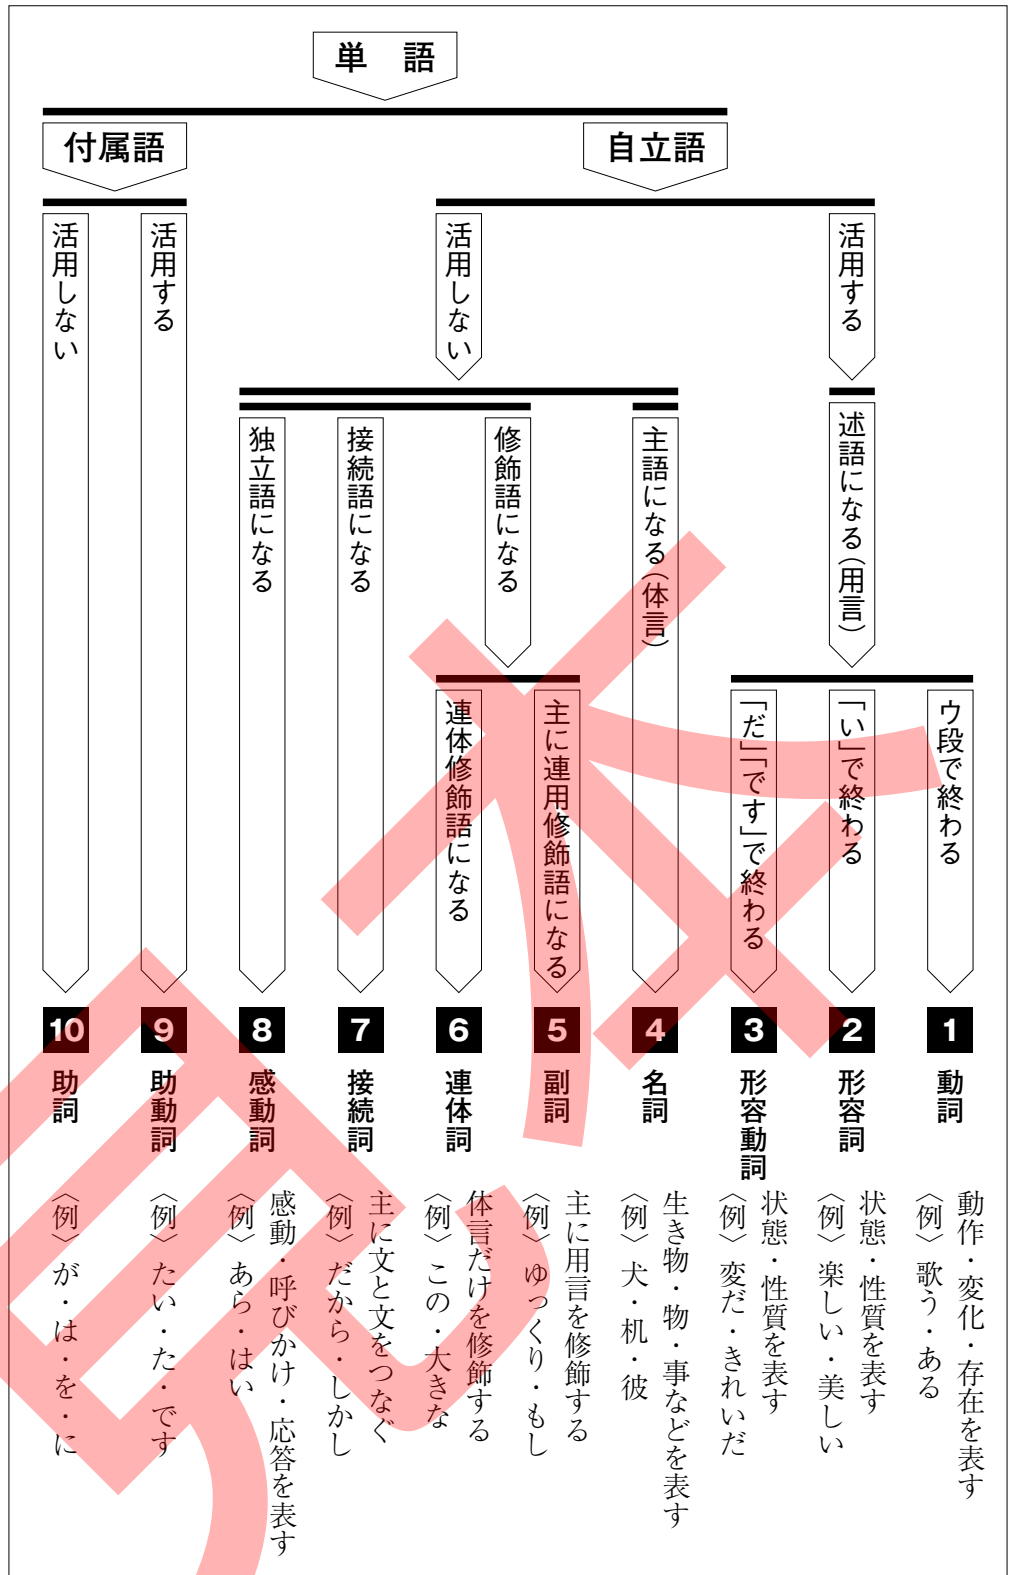 単語
自立語
付属語
活用する
活用しない
活用する
活用しない
述語になる（用言）
主語になる（体言）
修飾語になる
接続語になる
独立語になる
ウ段で終わる
「い」で終わる
「だ」「です」で終わる
主に連用修飾語になる
連体修飾語になる
1 動詞
動作・変化・存在を表す
〈例〉歌う・ある
2 形容詞
状態・性質を表す
〈例〉楽しい・美しい
3 形容動詞
状態・性質を表す
〈例〉変だ・きれいだ
4 名詞
生き物・物・事などを表す
〈例〉犬・机・彼
5 副詞
主に用言を修飾する
〈例〉ゆっくり・もし
6 連体詞
体言だけを修飾する
〈例〉この・大きな
7 接続詞
主に文と文をつなぐ
〈例〉だから・しかし
8 感動詞
感動・呼びかけ・応答を表す
〈例〉あら・はい
9 助動詞
〈例〉たい・た・です
10 助詞
〈例〉が・は・を・に
見本